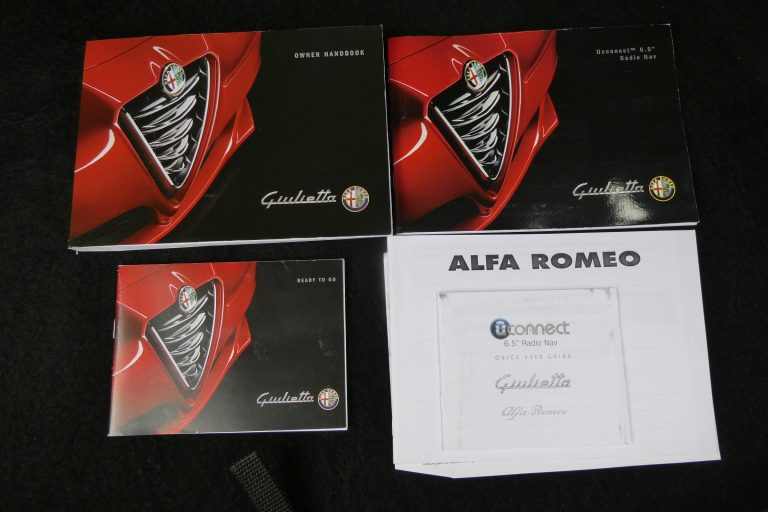 OWNER HANDBOOK
Giulietta
Uconnect™ 6.5"
Radio Nav
Giulietta
READY TO GO
Giulietta
ALFA ROMEO
uconnect
6.5" Radio Nav
QUICK USER GUIDE
Giulietta
Alfa Romeo